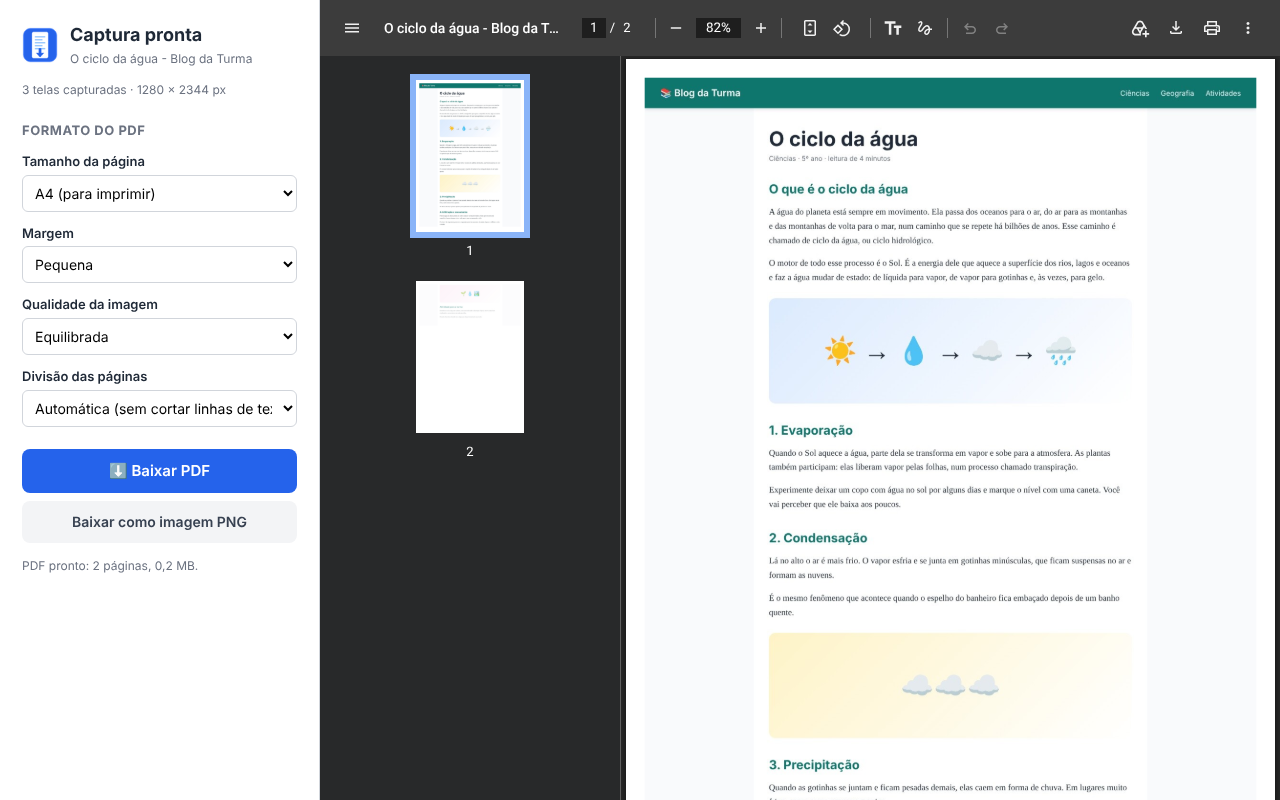 Captura pronta
O ciclo da água - Blog da Turma
3 telas capturadas · 1280 × 2344 px
FORMATO DO PDF
Tamanho da página
A4 (para imprimir)
Margem
Pequena
Qualidade da imagem
Equilibrada
Divisão das páginas
Automática (sem cortar linhas de te
Baixar PDF
Baixar como imagem PNG
PDF pronto: 2 páginas, 0,2 MB.
O ciclo da água - Blog da T...
1 / 2
82%
1
2
Blog da Turma
Ciências Geografia Atividades
O ciclo da água
Ciências · 5º ano · leitura de 4 minutos
O que é o ciclo da água
A água do planeta está sempre em movimento. Ela passa dos oceanos para o ar, do ar para as montanhas
e das montanhas de volta para o mar, num caminho que se repete há bilhões de anos. Esse caminho é
chamado de ciclo da água, ou ciclo hidrológico.
O motor de todo esse processo é o Sol. É a energia dele que aquece a superfície dos rios, lagos e oceanos
e faz a água mudar de estado: de líquida para vapor, de vapor para gotinhas e, às vezes, para gelo.
→ → →
1. Evaporação
Quando o Sol aquece a água, parte dela se transforma em vapor e sobe para a atmosfera. As plantas
também participam: elas liberam vapor pelas folhas, num processo chamado transpiração.
Experimente deixar um copo com água no sol por alguns dias e marque o nível com uma caneta. Você
vai perceber que ele baixa aos poucos.
2. Condensação
Lá no alto o ar é mais frio. O vapor esfria e se junta em gotinhas minúsculas, que ficam suspensas no ar e
formam as nuvens.
É o mesmo fenômeno que acontece quando o espelho do banheiro fica embaçado depois de um banho
quente.
3. Precipitação
Quando as gotinhas se juntam e ficam pesadas demais, elas caem em forma de chuva. Em lugares muito